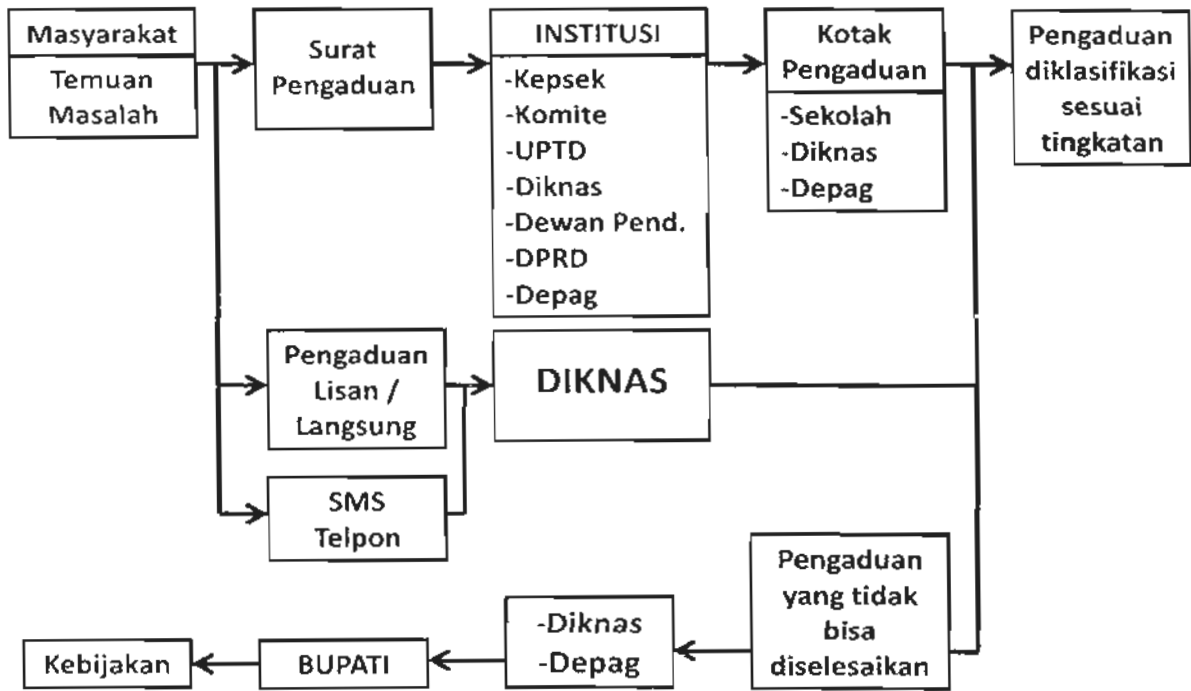 Masyarakat
Temuan
Masalah
Surat
Pengaduan
INSTITUSI
-Kepsek
-Komite
-UPTD
-Diknas
-Dewan Pend.
-DPRD
-Depag
Kotak
Pengaduan
-Sekolah
-Diknas
-Depag
Pengaduan
diklasifikasi
sesuai
tingkatan
Pengaduan
Lisan /
Langsung
DIKNAS
SMS
Telpon
Pengaduan
yang tidak
bisa
diselesaikan
-Diknas
-Depag
BUPATI
Kebijakan